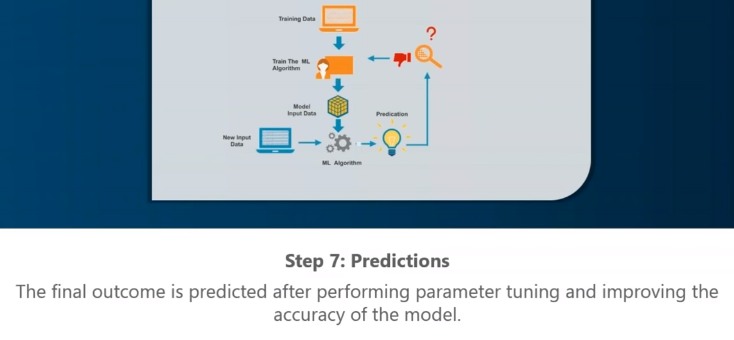 Training Data
?
Train The ML
Algorithm
Model
Input Data
Predication
New Input
Data
ML Algorithm
Step 7: Predictions
The final outcome is predicted after performing parameter tuning and improving the
accuracy of the model.